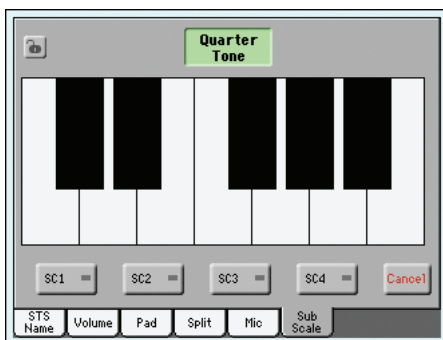 Quarter
Tone
SC1
SC2
SC3
SC4
Cancel
STS
Name
Volume
Pad
Split
Mic
Sub
Scale